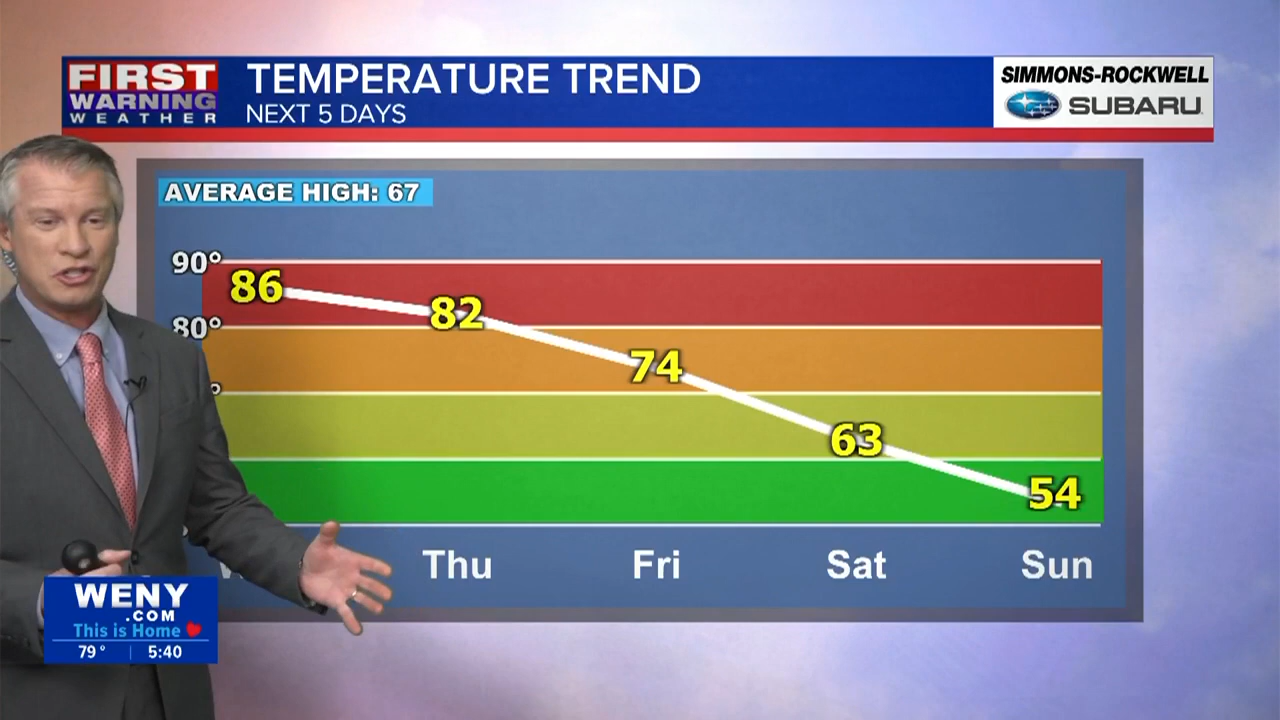 FIRST
WARNING
WEATHER
TEMPERATURE TREND
NEXT 5 DAYS
SIMMONS-ROCKWELL
SUBARU
AVERAGE HIGH: 67
90°
86
82
80°
74
63
54
Thu
Fri
Sat
Sun
WENY
.COM
This is Home
79° | 5:40